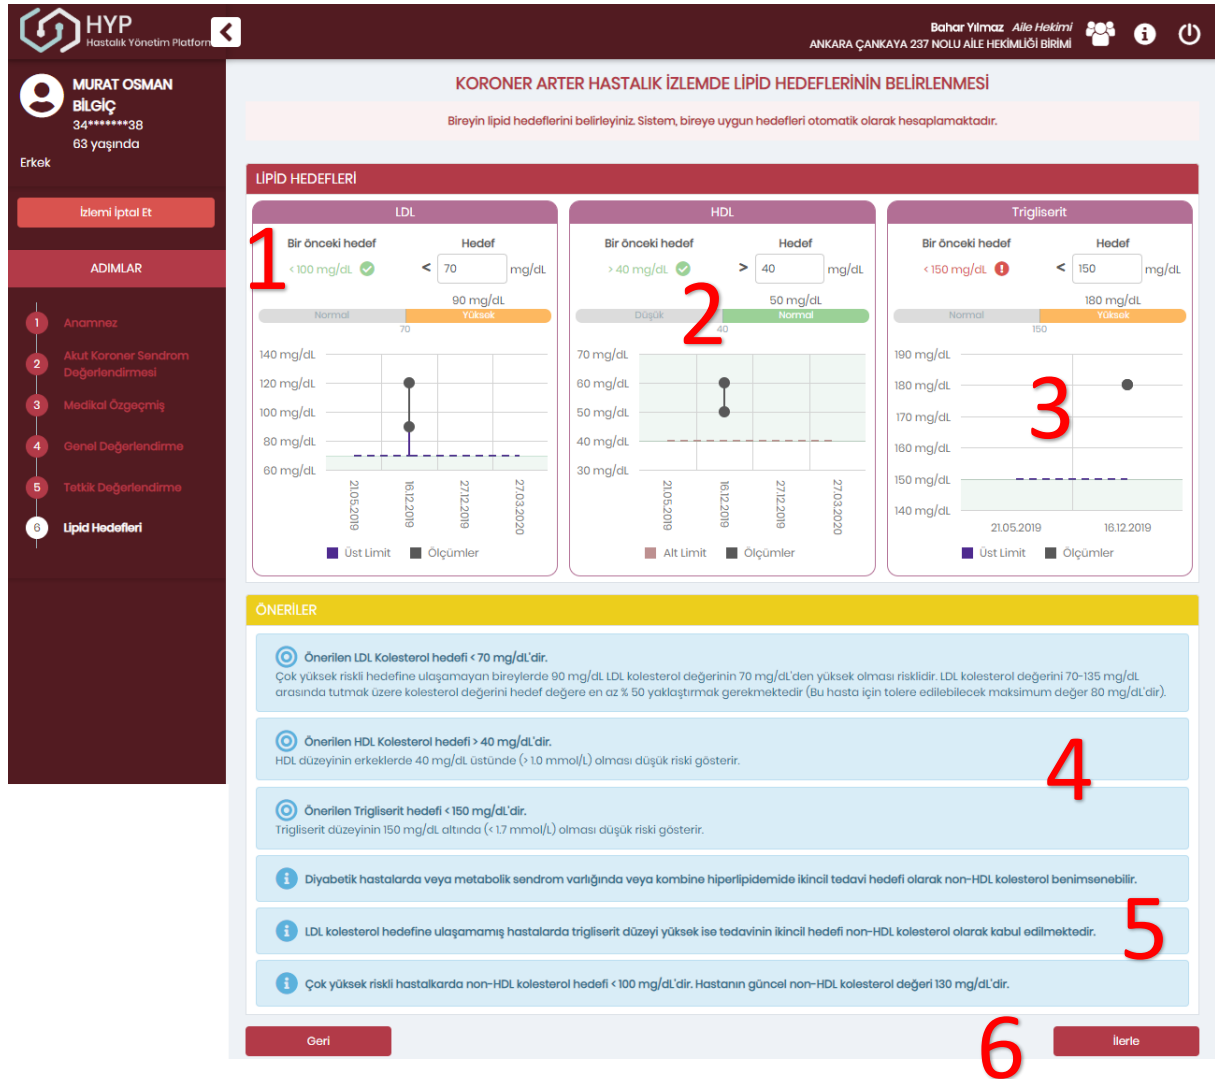 HYP
Hastalık Yönetim Platform
Bahar Yılmaz Aile Hekimi
ANKARA ÇANKAYA 237 NOLU AİLE HEKİMLİĞİ BİRİMİ
MURAT OSMAN
BİLGİÇ
34*******38
63 yaşında
Erkek
İzlemi İptal Et
ADIMLAR
1 Anamnez
2 Akut Koroner Sendrom
Değerlendirmesi
3 Medikal Özgeçmiş
4 Genel Değerlendirme
5 Tetkik Değerlendirme
6 Lipid Hedefleri
KORONER ARTER HASTALIK İZLEMDE LİPİD HEDEFLERİNİN BELİRLENMESİ
Bireyin lipid hedeflerini belirleyiniz. Sistem, bireye uygun hedefleri otomatik olarak hesaplamaktadır.
LİPİD HEDEFLERİ
LDL
1
Bir önceki hedef Hedef
<100 mg/dL < 70 mg/dL
90 mg/dL
Normal Yüksek
70
140 mg/dL
120 mg/dL
100 mg/dL
80 mg/dL
60 mg/dL
21.05.2019 16.12.2019 27.12.2019 27.03.2020
Üst Limit Ölçümler
HDL
Bir önceki hedef Hedef
> 40 mg/dL > 40 mg/dL
2
50 mg/dL
Düşük Normal
40
70 mg/dL
60 mg/dL
50 mg/dL
40 mg/dL
30 mg/dL
21.05.2019 16.12.2019 27.12.2019 27.03.2020
Alt Limit Ölçümler
Trigliserit
Bir önceki hedef Hedef
<150 mg/dL < 150 mg/dL
180 mg/dL
Normal Yüksek
150
190 mg/dL
180 mg/dL
3
170 mg/dL
160 mg/dL
150 mg/dL
140 mg/dL
21.05.2019 16.12.2019
Üst Limit Ölçümler
ÖNERİLER
Önerilen LDL Kolesterol hedefi < 70 mg/dL'dir.
Çok yüksek riskli hedefine ulaşamayan bireylerde 90 mg/dL LDL kolesterol değerinin 70 mg/dL'den yüksek olması risklidir. LDL kolesterol değerini 70-135 mg/dL
arasında tutmak üzere kolesterol değerini hedef değere en az % 50 yaklaştırmak gerekmektedir (Bu hasta için tolere edilebilecek maksimum değer 80 mg/dL'dir).
Önerilen HDL Kolesterol hedefi > 40 mg/dL'dir.
HDL düzeyinin erkeklerde 40 mg/dL üstünde (> 1.0 mmol/L) olması düşük riski gösterir.
4
Önerilen Trigliserit hedefi < 150 mg/dL'dir.
Trigliserit düzeyinin 150 mg/dL altında (< 1.7 mmol/L) olması düşük riski gösterir.
Diyabetik hastalarda veya metabolik sendrom varlığında veya kombine hiperlipidemide ikincil tedavi hedefi olarak non-HDL kolesterol benimsenebilir.
5
LDL kolesterol hedefine ulaşamamış hastalarda trigliserit düzeyi yüksek ise tedavinin ikincil hedefi non-HDL kolesterol olarak kabul edilmektedir.
Çok yüksek riskli hastalkarda non-HDL kolesterol hedefi < 100 mg/dL'dir. Hastanın güncel non-HDL kolesterol değeri 130 mg/dL'dir.
Geri
6
İlerle